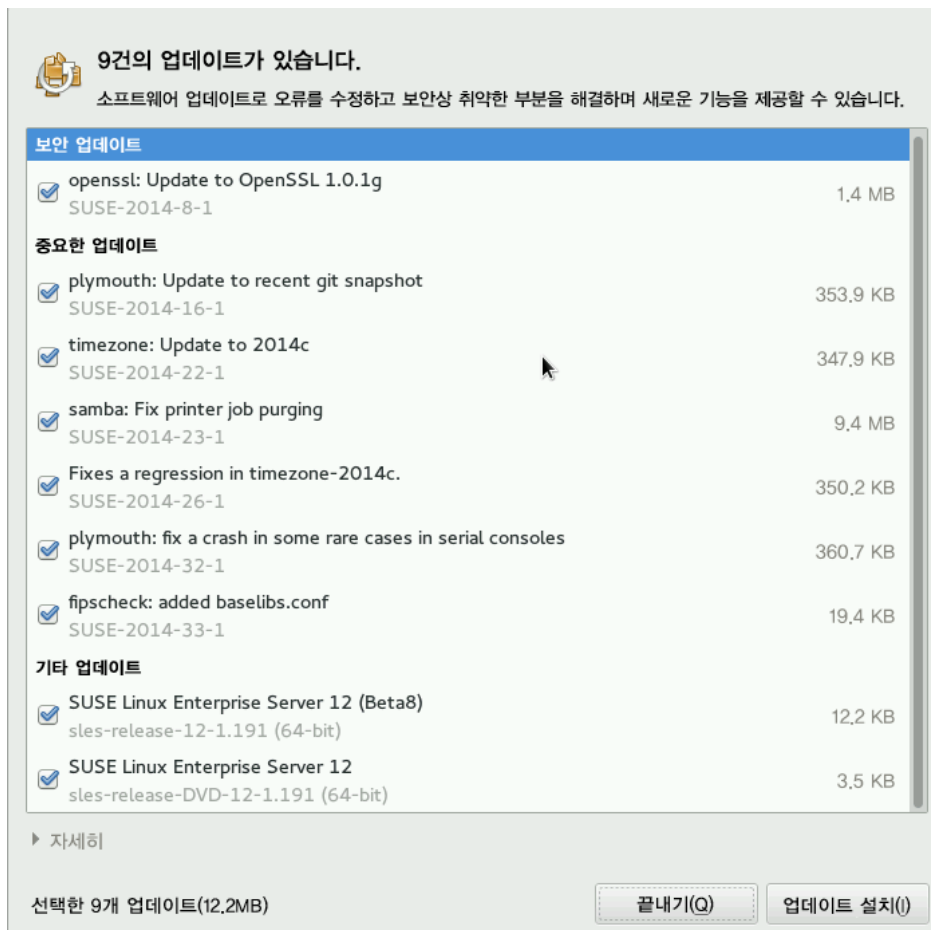 9건의 업데이트가 있습니다.
소프트웨어 업데이트로 오류를 수정하고 보안상 취약한 부분을 해결하며 새로운 기능을 제공할 수 있습니다.
보안 업데이트
openssl: Update to OpenSSL 1.0.1g
1.4 MB
SUSE-2014-8-1
중요한 업데이트
plymouth: Update to recent git snapshot
353.9 KB
SUSE-2014-16-1
timezone: Update to 2014c
347.9 KB
SUSE-2014-22-1
samba: Fix printer job purging
9.4 MB
SUSE-2014-23-1
Fixes a regression in timezone-2014c.
350.2 KB
SUSE-2014-26-1
plymouth: fix a crash in some rare cases in serial consoles
360.7 KB
SUSE-2014-32-1
fipscheck: added baselibs.conf
19.4 KB
SUSE-2014-33-1
기타 업데이트
SUSE Linux Enterprise Server 12 (Beta8)
12.2 KB
sles-release-12-1.191 (64-bit)
SUSE Linux Enterprise Server 12
3.5 KB
sles-release-DVD-12-1.191 (64-bit)
자세히
선택한 9개 업데이트(12.2MB)
끝내기(Q)
업데이트 설치(I)